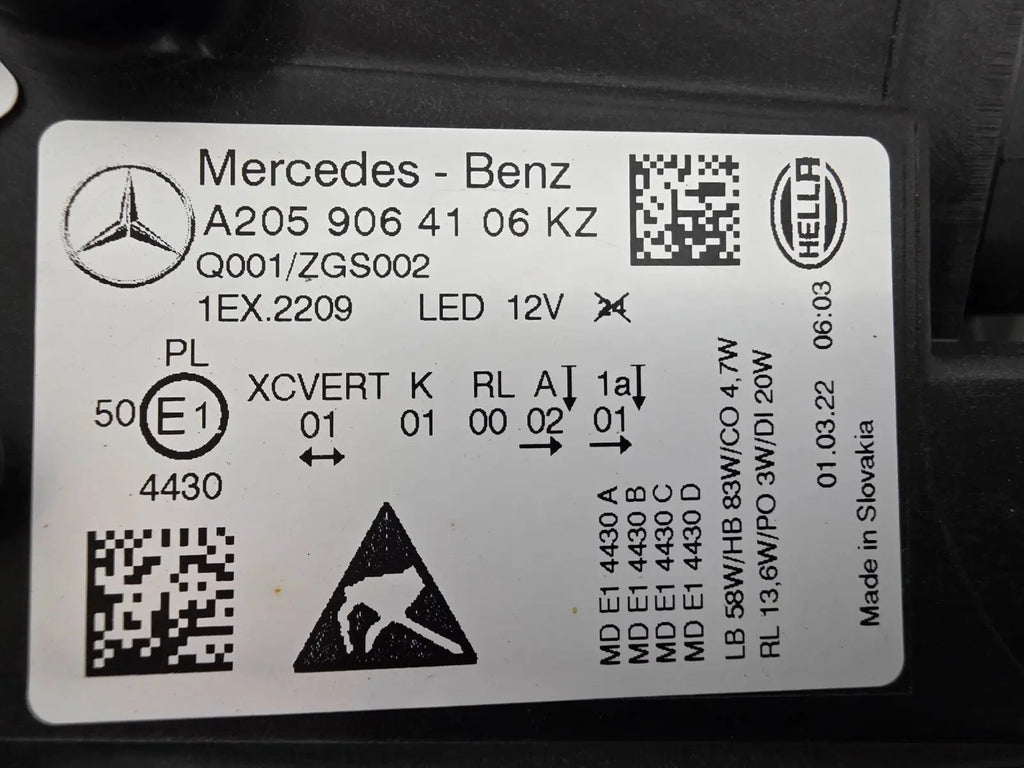 Mercedes - Benz
A205 906 41 06 KZ
Q001/ZGS002
1EX.2209 LED 12V 24
HELLA
PL
50 E1
4430
XCVERT K RL A 1a
01 01 00 02 01
MD E1 4430 A
MD E1 4430 B
MD E1 4430 C
MD E1 4430 D
LB 58W/HB 83W/CO 4,7W
RL 13,6W/PO 3W/DI 20W
01.03.22 06:03
Made in Slovakia